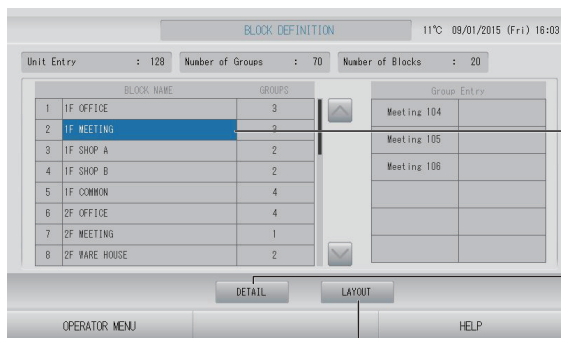 BLOCK DEFINITION 11°C 09/01/2015 (Fri) 16:03
Unit Entry : 128 Number of Groups : 70 Number of Blocks : 20
BLOCK NAME GROUPS Group Entry
1 1F OFFICE 3
2 1F MEETING 3
3 1F SHOP A 2
4 1F SHOP B 2
5 1F COMMON 4
6 2F OFFICE 4
7 2F MEETING 1
8 2F WARE HOUSE 2
Meeting 104
Meeting 105
Meeting 106
DETAIL LAYOUT
OPERATOR MENU HELP